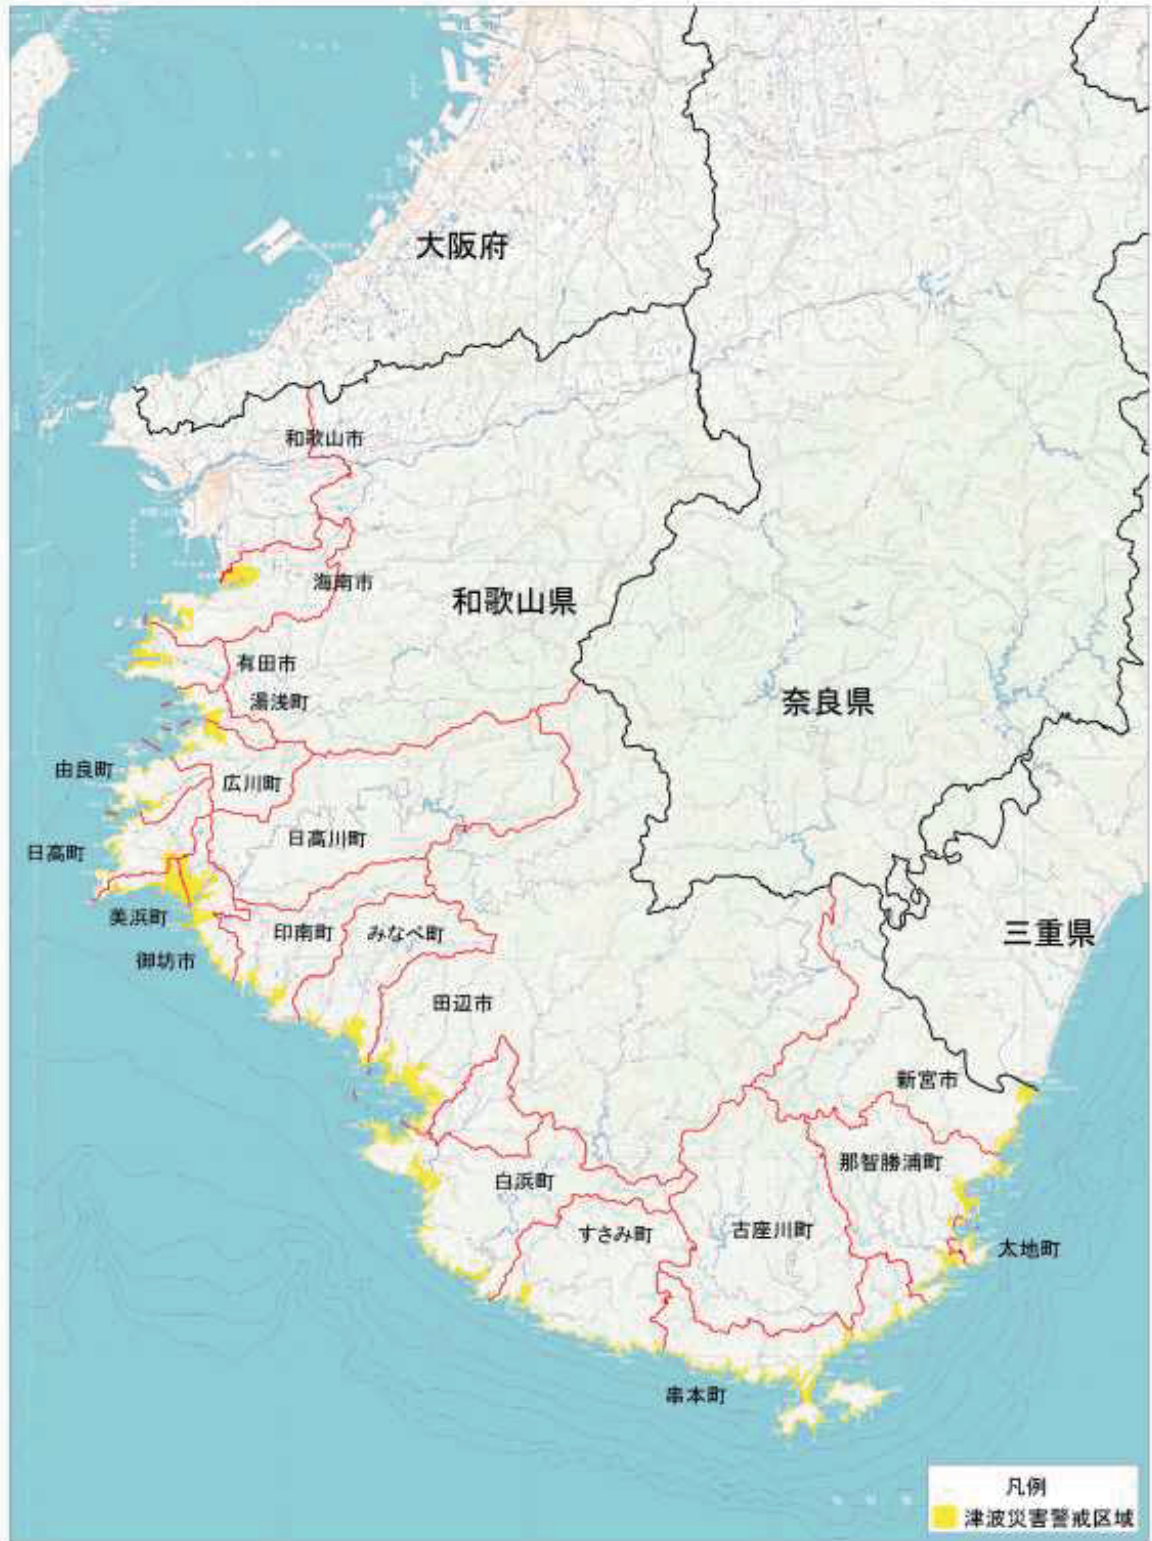 大阪府
和歌山市
海南市
和歌山県
有田市
湯浅町
奈良県
由良町
広川町
日高川町
日高町
美浜町
印南町
みなべ町
三重県
御坊市
田辺市
新宮市
那智勝浦町
白浜町
すさみ町
古座川町
太地町
串本町
凡例
津波災害警戒区域